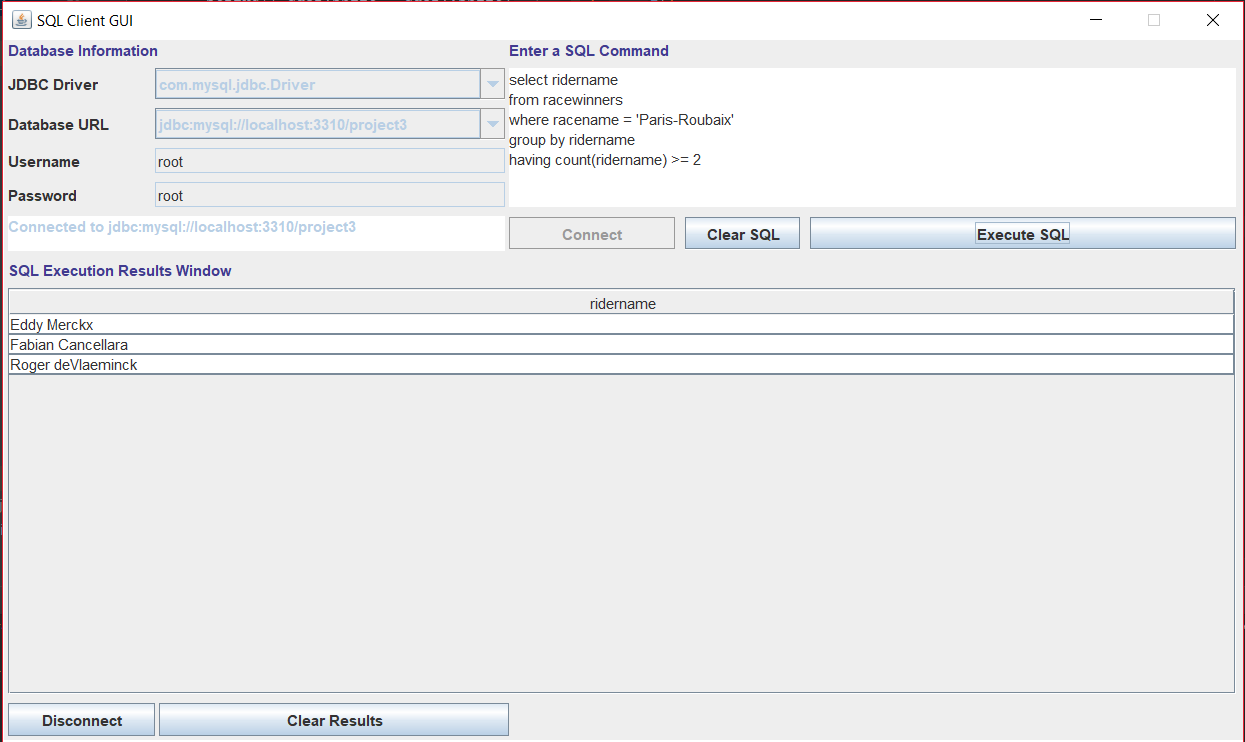 SQL Client GUI
Database Information
JDBC Driver
com.mysql.jdbc.Driver
Database URL
jdbc:mysql://localhost:3310/project3
Username
root
Password
root
Connected to jdbc:mysql://localhost:3310/project3
Enter a SQL Command
select ridername
from racewinners
where racename = 'Paris-Roubaix'
group by ridername
having count(ridername) >= 2
Connect
Clear SQL
Execute SQL
SQL Execution Results Window
ridername
Eddy Merckx
Fabian Cancellara
Roger deVlaeminck
Disconnect
Clear Results